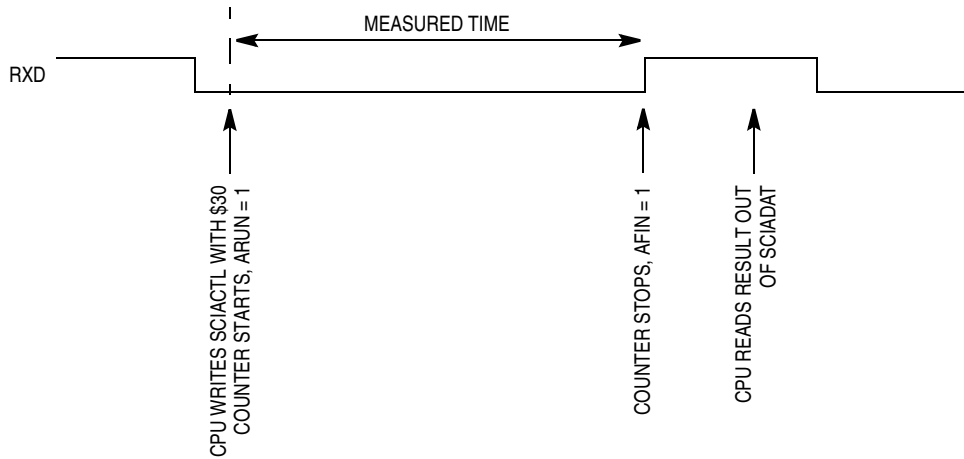 MEASURED TIME
RXD
CPU WRITES SCIACTL WITH $30
COUNTER STARTS, ARUN = 1
COUNTER STOPS, AFIN = 1
CPU READS RESULT OUT
OF SCIADAT